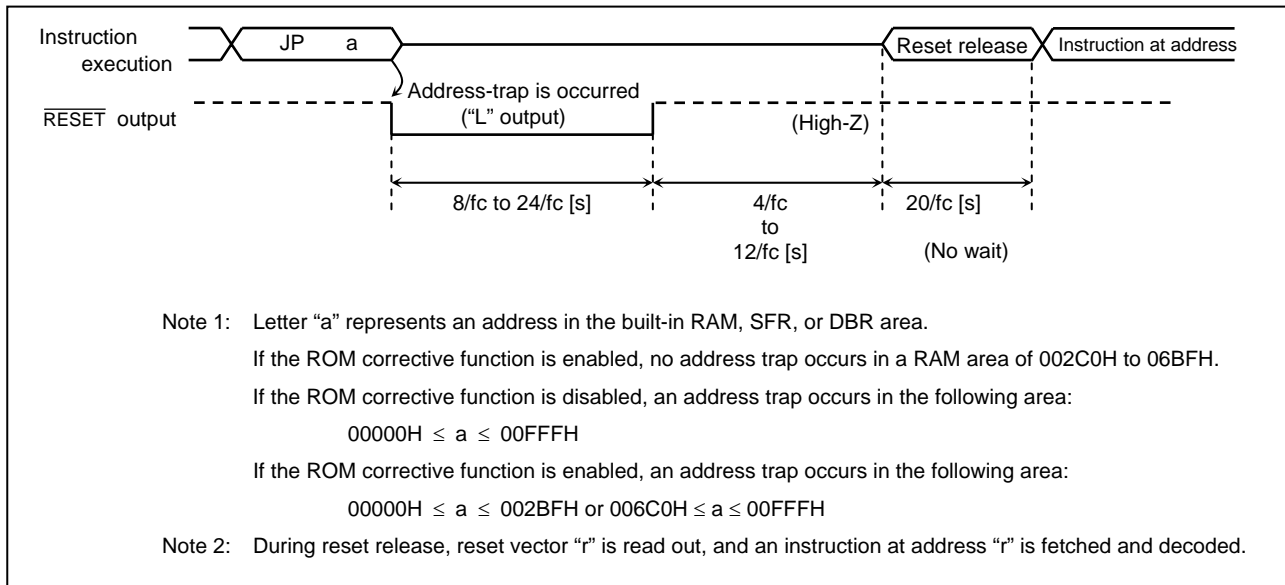 Instruction
execution
JP a
Reset release
Instruction at address
Address-trap is occurred
(“L” output)
RESET output
(High-Z)
8/fc to 24/fc [s]
4/fc
to
12/fc [s]
20/fc [s]
(No wait)
Note 1: Letter “a” represents an address in the built-in RAM, SFR, or DBR area.
If the ROM corrective function is enabled, no address trap occurs in a RAM area of 002C0H to 06BFH.
If the ROM corrective function is disabled, an address trap occurs in the following area:
00000H ≤ a ≤ 00FFFH
If the ROM corrective function is enabled, an address trap occurs in the following area:
00000H ≤ a ≤ 002BFH or 006C0H ≤ a ≤ 00FFFH
Note 2: During reset release, reset vector “r” is read out, and an instruction at address “r” is fetched and decoded.